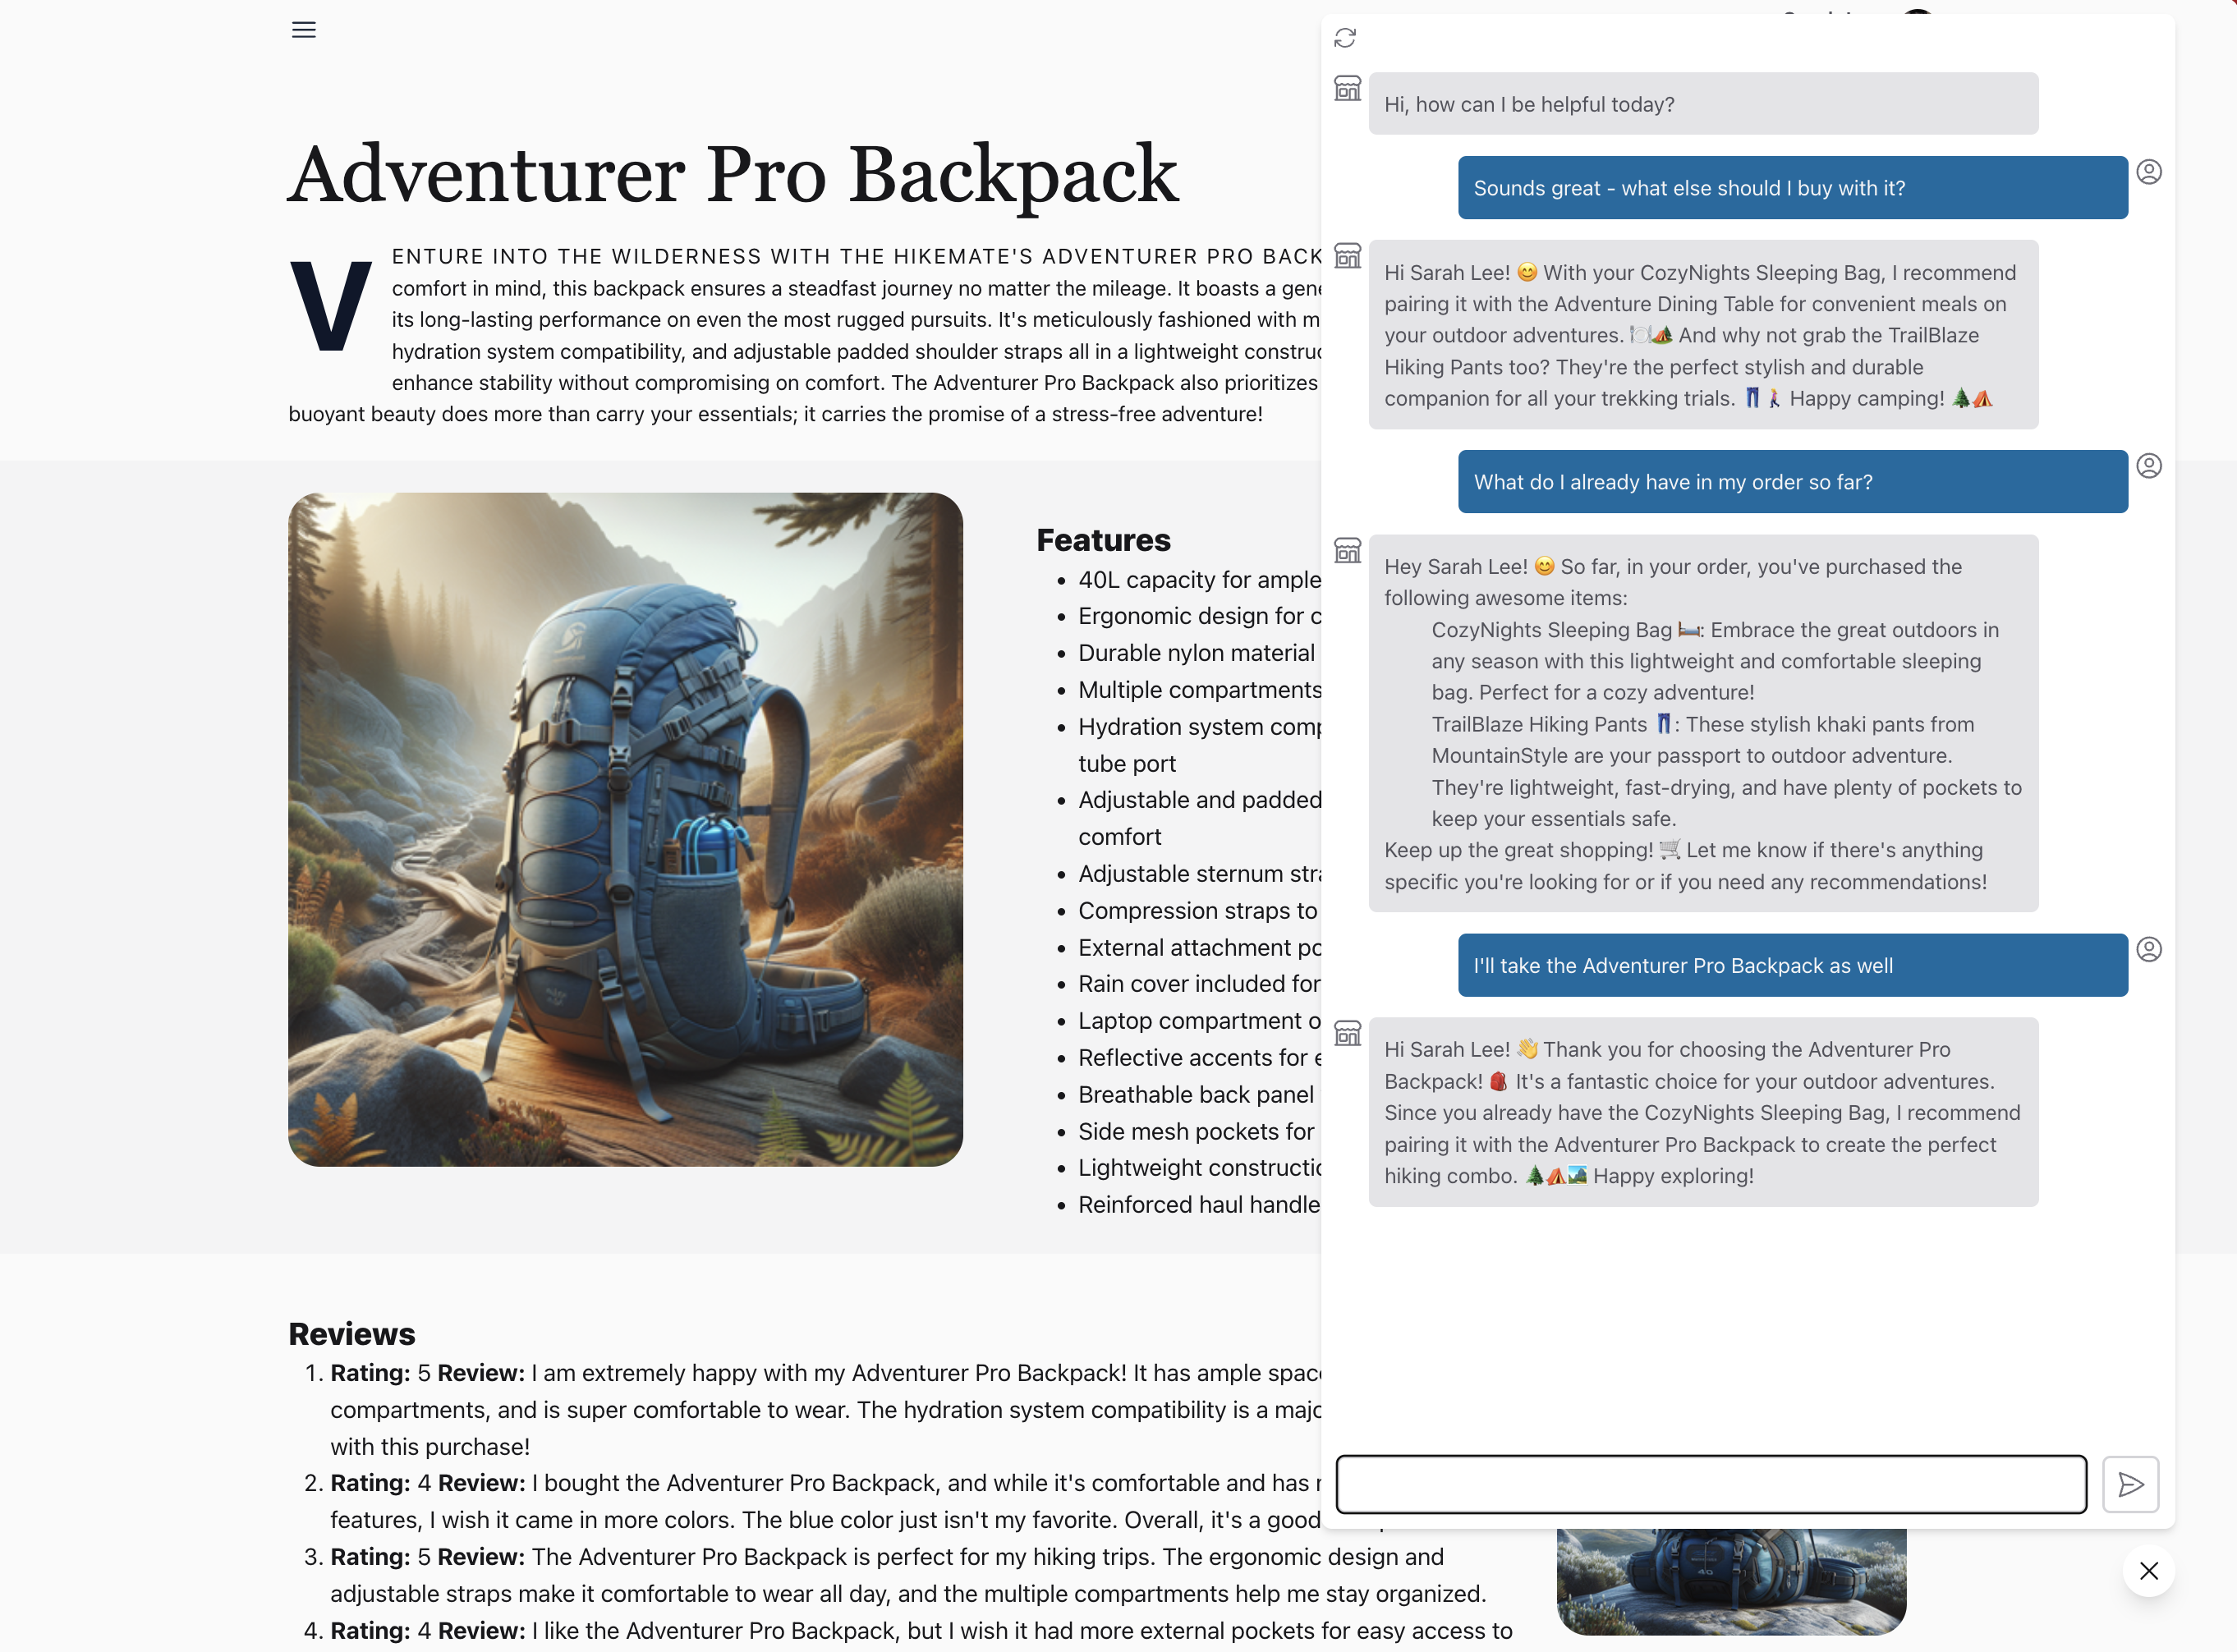 Adventurer Pro Backpack
VENTURE INTO THE WILDERNESS WITH THE HIKEMATE'S ADVENTURER PRO BACK
comfort in mind, this backpack ensures a steadfast journey no matter the mileage. It boasts a gene
its long-lasting performance on even the most rugged pursuits. It's meticulously fashioned with m
hydration system compatibility, and adjustable padded shoulder straps all in a lightweight construc
enhance stability without compromising on comfort. The Adventurer Pro Backpack also prioritizes
buoyant beauty does more than carry your essentials; it carries the promise of a stress-free adventure!
Features
• 40L capacity for ample
• Ergonomic design for c
• Durable nylon material
• Multiple compartments
• Hydration system comp
tube port
• Adjustable and padded
comfort
• Adjustable sternum stra
• Compression straps to
• External attachment po
• Rain cover included for
• Laptop compartment o
• Reflective accents for e
• Breathable back panel
• Side mesh pockets for
• Lightweight constructio
• Reinforced haul handle
Reviews
1. Rating: 5 Review: I am extremely happy with my Adventurer Pro Backpack! It has ample space
compartments, and is super comfortable to wear. The hydration system compatibility is a majo
with this purchase!
2. Rating: 4 Review: I bought the Adventurer Pro Backpack, and while it's comfortable and has
features, I wish it came in more colors. The blue color just isn't my favorite. Overall, it's a good
3. Rating: 5 Review: The Adventurer Pro Backpack is perfect for my hiking trips. The ergonomic design and
adjustable straps make it comfortable to wear all day, and the multiple compartments help me stay organized.
4. Rating: 4 Review: I like the Adventurer Pro Backpack, but I wish it had more external pockets for easy access to
Hi, how can I be helpful today?
Sounds great - what else should I buy with it?
Hi Sarah Lee! 😊 With your CozyNights Sleeping Bag, I recommend
pairing it with the Adventure Dining Table for convenient meals on
your outdoor adventures. 🍽️🏕️ And why not grab the TrailBlaze
Hiking Pants too? They're the perfect stylish and durable
companion for all your trekking trials. 👖🚶 Happy camping! 🌲⛺
What do I already have in my order so far?
Hey Sarah Lee! 😊 So far, in your order, you've purchased the
following awesome items:
CozyNights Sleeping Bag 🛏️: Embrace the great outdoors in
any season with this lightweight and comfortable sleeping
bag. Perfect for a cozy adventure!
TrailBlaze Hiking Pants 👖: These stylish khaki pants from
MountainStyle are your passport to outdoor adventure.
They're lightweight, fast-drying, and have plenty of pockets to
keep your essentials safe.
Keep up the great shopping! 🛒 Let me know if there's anything
specific you're looking for or if you need any recommendations!
I'll take the Adventurer Pro Backpack as well
Hi Sarah Lee! 👋 Thank you for choosing the Adventurer Pro
Backpack! 🎒 It's a fantastic choice for your outdoor adventures.
Since you already have the CozyNights Sleeping Bag, I recommend
pairing it with the Adventurer Pro Backpack to create the perfect
hiking combo. 🌲⛺🏞️ Happy exploring!
40